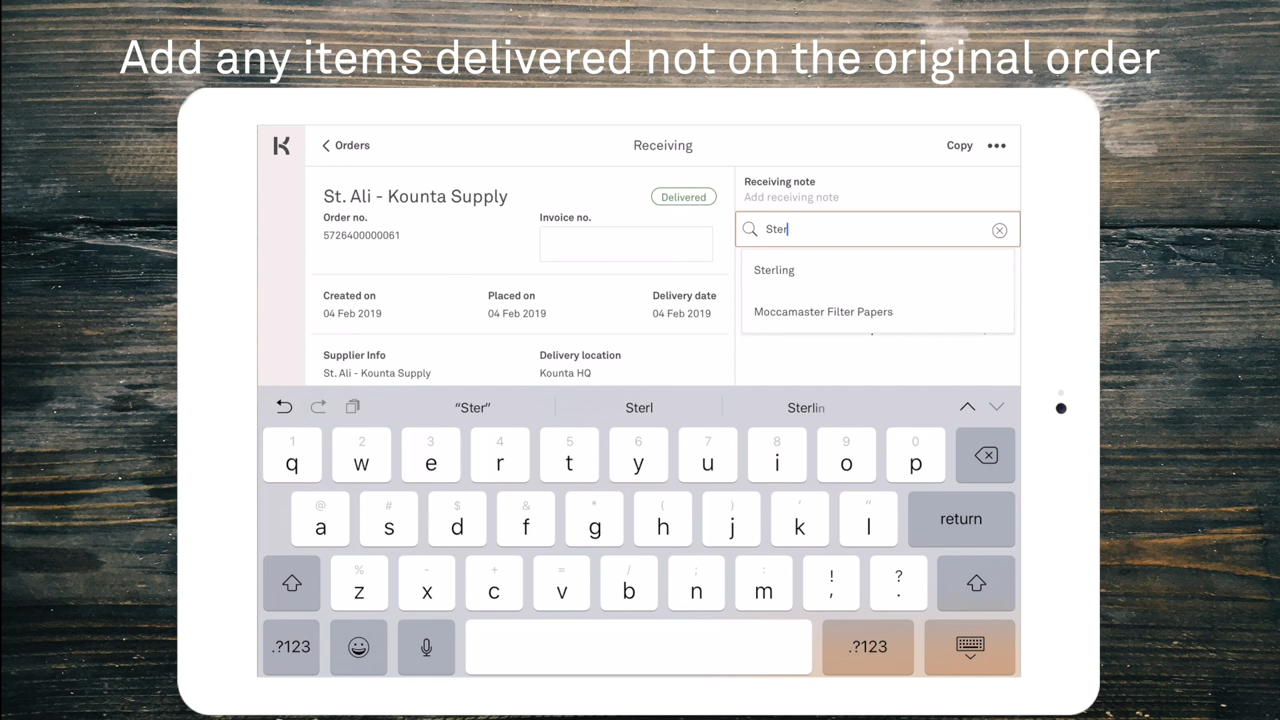 Add any items delivered not on the original order
Orders
Receiving
Copy
St. Ali - Kounta Supply
Delivered
Order no.
5726400000061
Invoice no.
Created on
04 Feb 2019
Placed on
04 Feb 2019
Delivery date
04 Feb 2019
Supplier Info
St. Ali - Kounta Supply
Delivery location
Kounta HQ
Receiving note
Add receiving note
Ster
Sterling
Moccamaster Filter Papers
“Ster” Sterl Sterlin
1 2 3 4 5 6 7 8 9 0
q w e r t y u i o p
@ # $ & * ( ) ' "
a s d f g h j k l return
% - + = / ; : ! ?
z x c v b n m , .
.?123 .?123